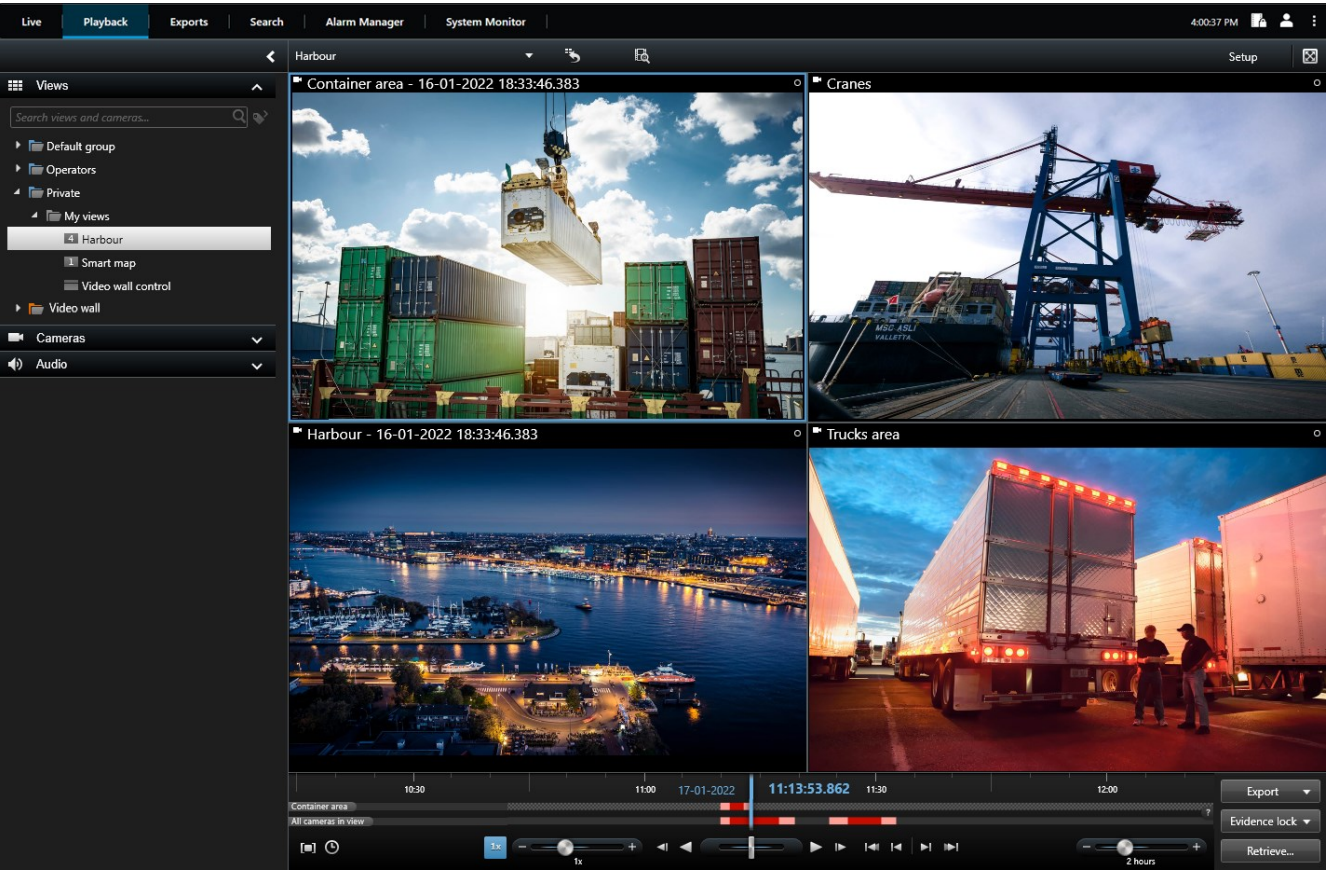 Live Playback Exports Search Alarm Manager System Monitor 4:00:37 PM
Harbour Setup
Views
Search views and cameras...
Default group
Operators
Private
My views
4 Harbour
1 Smart map
Video wall control
Video wall
Cameras
Audio
Container area - 16-01-2022 18:33:46.383
Cranes
MSC ASLI
VALLETTA
Harbour - 16-01-2022 18:33:46.383
Trucks area
10:30 11:00 17-01-2022 11:13:53.862 11:30 12:00
Container area
?
All cameras in view
1x
1x
2 hours
Export
Evidence lock
Retrieve...